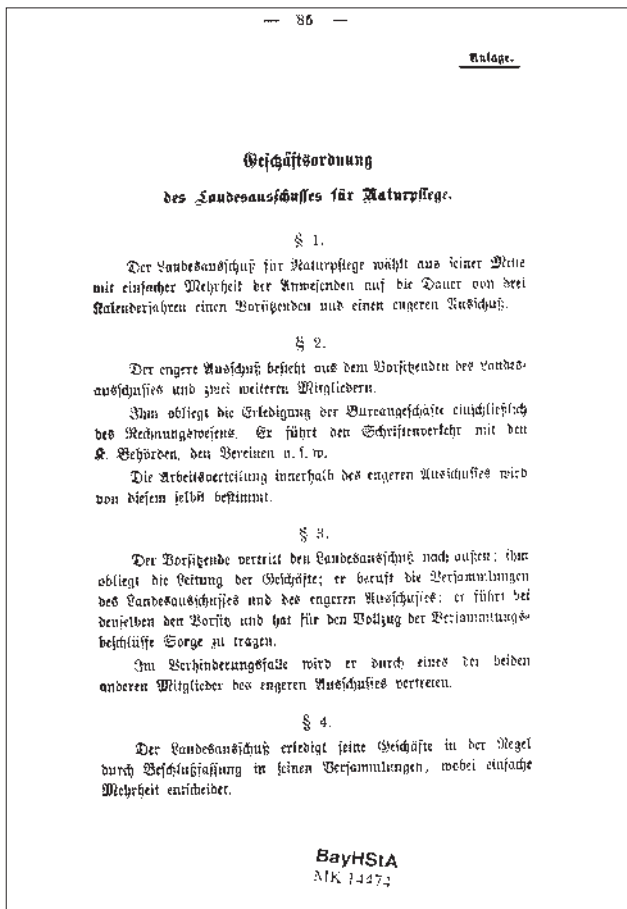 — 86 —
Anlage.
Geschäftsordnung
des Landesausschusses für Naturpflege.
§ 1.
Der Landesausschuß für Naturpflege wählt aus seiner Mitte
mit einfacher Mehrheit der Anwesenden auf die Dauer von drei
Kalenderjahren einen Vorsitzenden und einen engeren Ausschuß.
§ 2.
Der engere Ausschuß besteht aus dem Vorsitzenden des Landes-
ausschusses und zwei weiteren Mitgliedern.
Ihm obliegt die Erledigung der Bureaugeschäfte einschließlich
des Rechnungswesens. Er führt den Schriftenverkehr mit den
K. Behörden, den Vereinen u. s. w.
Die Arbeitsverteilung innerhalb des engeren Ausschusses wird
von diesem selbst bestimmt.
§ 3.
Der Vorsitzende vertritt den Landesausschuß nach außen; ihm
obliegt die Leitung der Geschäfte; er beruft die Versammlungen
des Landesausschusses und des engeren Ausschusses; er führt bei
denselben den Vorsitz und hat für den Vollzug der Versammlungs-
beschlüsse Sorge zu tragen.
Im Verhinderungsfalle wird er durch eines der beiden
anderen Mitglieder des engeren Ausschusses vertreten.
§ 4.
Der Landesausschuß erledigt seine Geschäfte in der Regel
durch Beschlußfassung in seinen Versammlungen, wobei einfache
Mehrheit entscheidet.
BayHStA
MK 14474